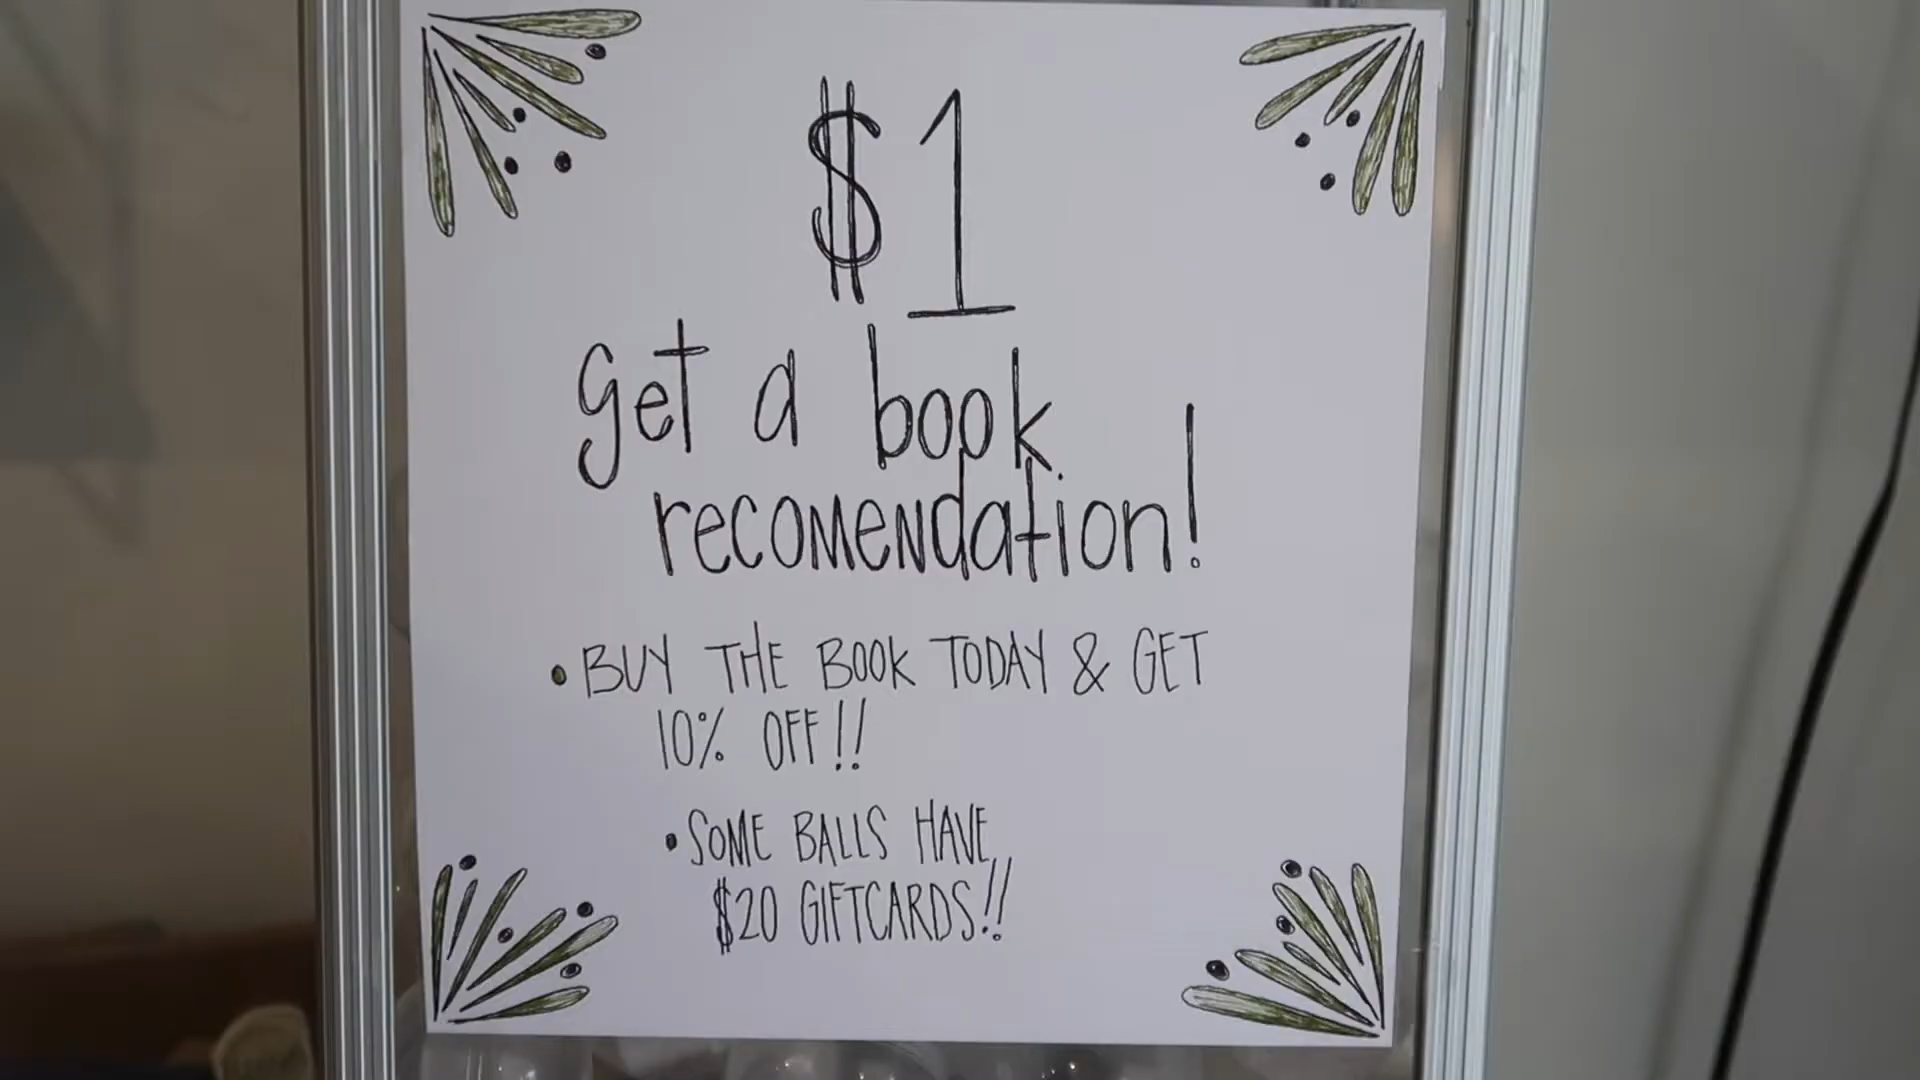 $1
get a book
recomendation!
• BUY THE BOOK TODAY & GET
10% OFF!!
• SOME BALLS HAVE
$20 GIFTCARDS!!